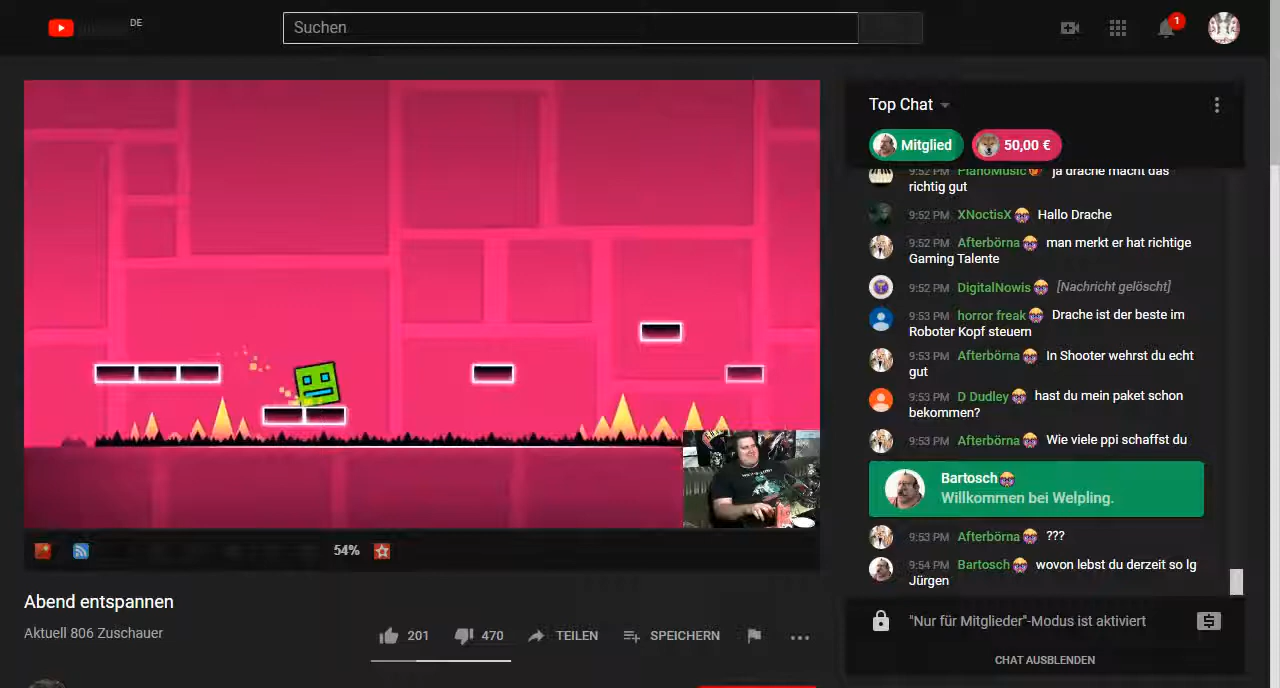 DE
Suchen
1
Top Chat
Mitglied
50,00 €
9:52 PM PianoMusic ja drache macht das
richtig gut
9:52 PM XNoctisX Hallo Drache
9:52 PM Afterbörna man merkt er hat richtige
Gaming Talente
9:52 PM DigitalNowis [Nachricht gelöscht]
9:53 PM horror freak Drache ist der beste im
Roboter Kopf steuern
9:53 PM Afterbörna In Shooter wehrst du echt
gut
9:53 PM D Dudley hast du mein paket schon
bekommen?
9:53 PM Afterbörna Wie viele ppi schaffst du
Bartosch
Willkommen bei Welpling.
9:53 PM Afterbörna ???
9:54 PM Bartosch wovon lebst du derzeit so lg
Jürgen
"Nur für Mitglieder"-Modus ist aktiviert
CHAT AUSBLENDEN
54%
Abend entspannen
Aktuell 806 Zuschauer
201
470
TEILEN
SPEICHERN